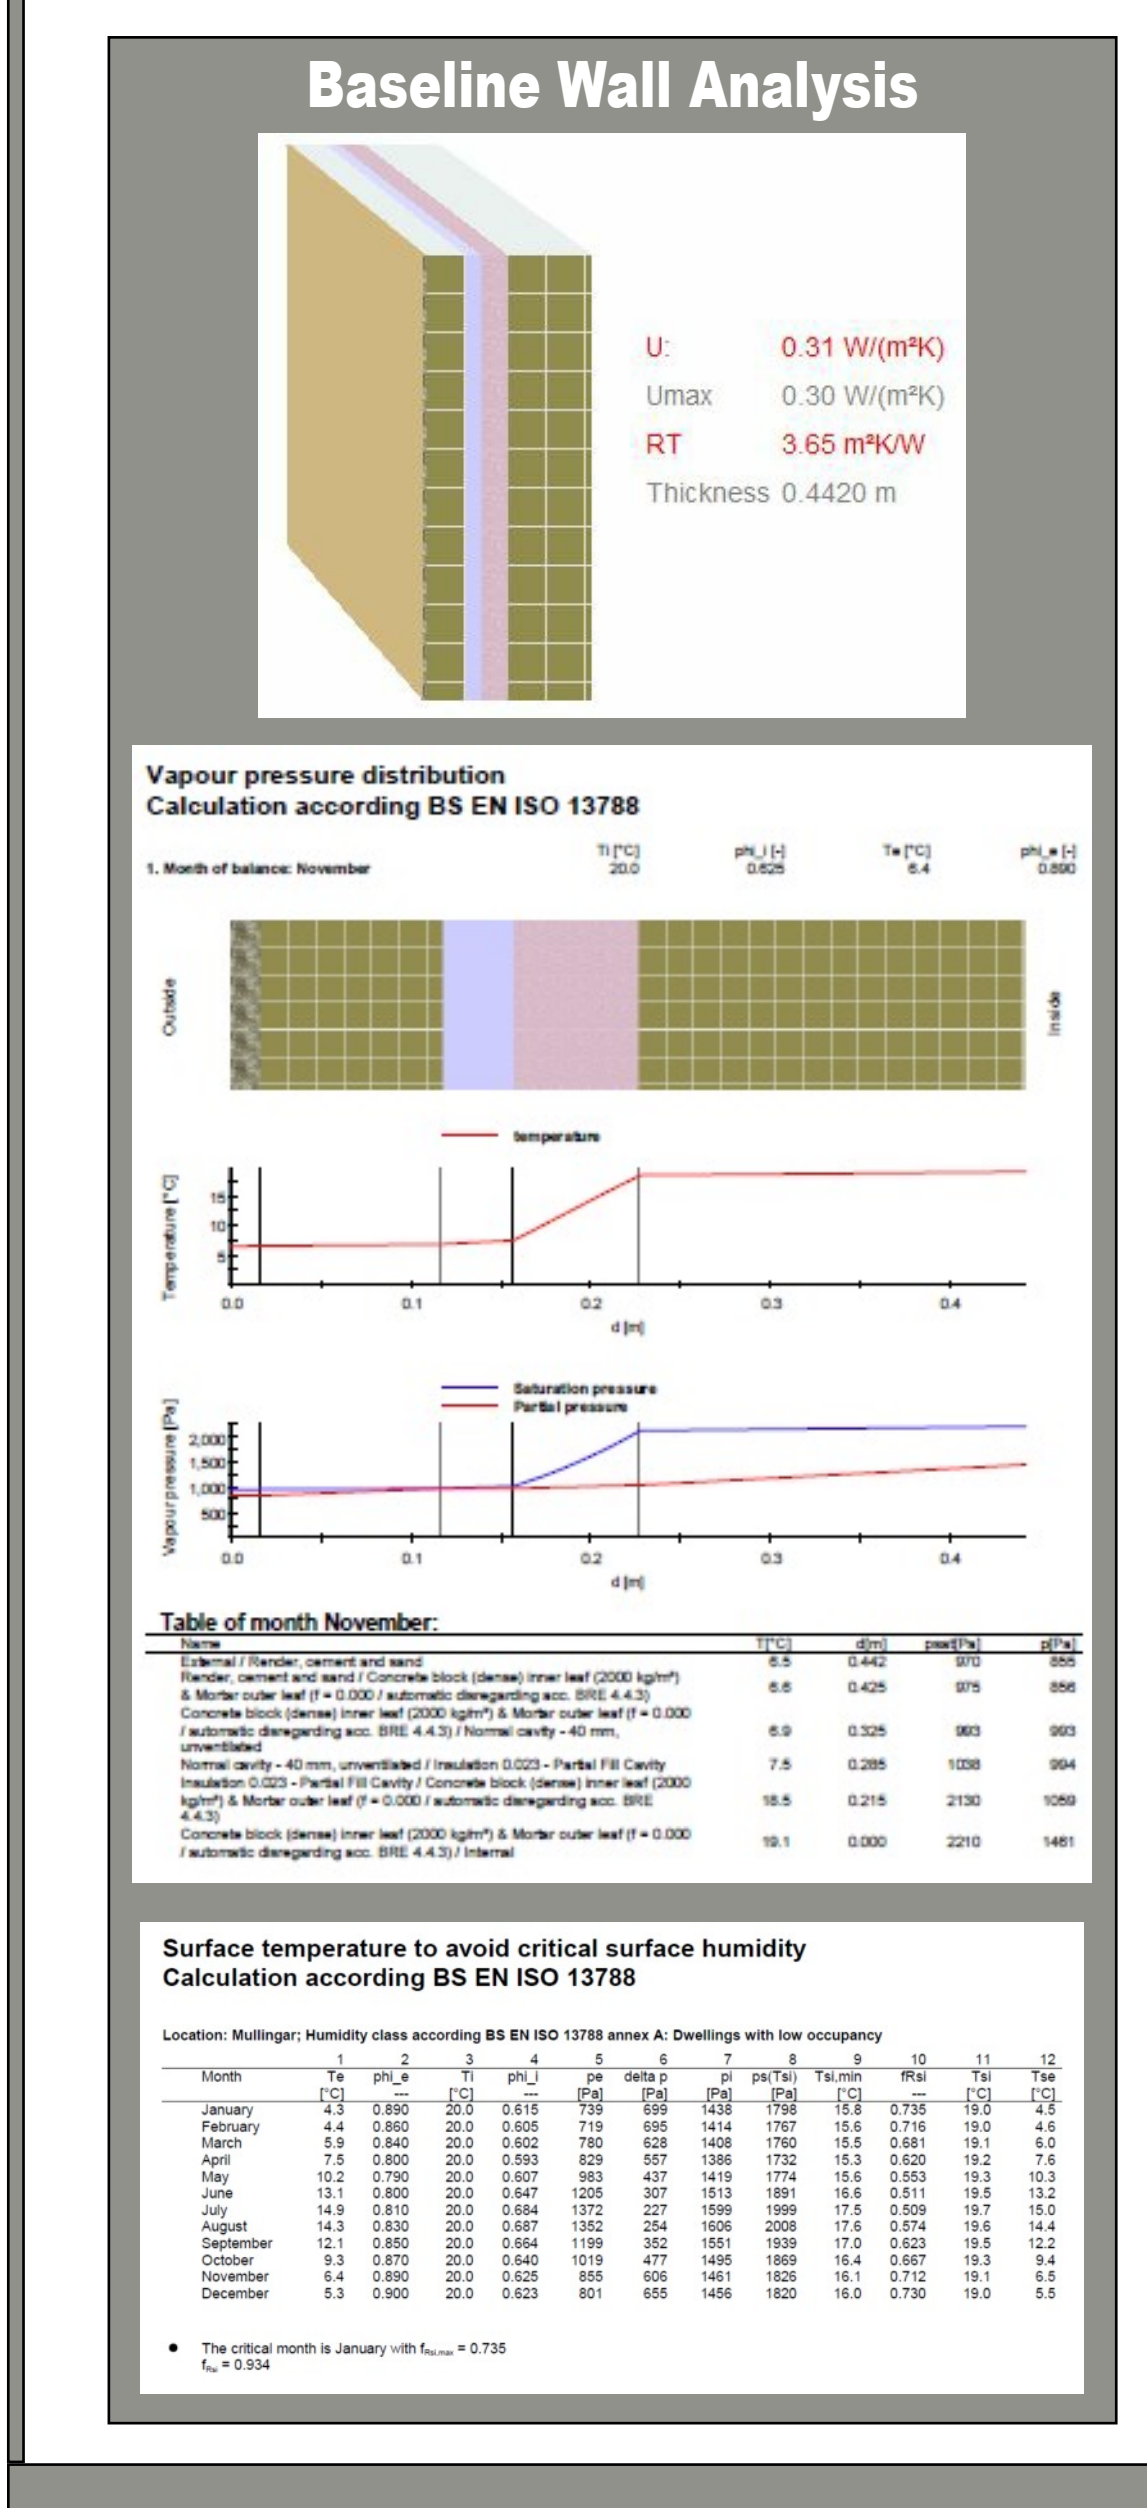 Baseline Wall Analysis
U: 0.31 W/(m²K)
Umax 0.30 W/(m²K)
RT 3.65 m²K/W
Thickness 0.4420 m
Vapour pressure distribution
Calculation according BS EN ISO 13788
Ti [°C] phi_i [-] Te [°C] phi_e [-]
1. Month of balance: November 20.0 0.625 6.4 0.890
Outside
Inside
temperature
Temperature [°C]
15
10
5
0.0 0.1 0.2 0.3 0.4
d [m]
Saturation pressure
Partial pressure
Vapour pressure [Pa]
2,000
1,500
1,000
500
0.0 0.1 0.2 0.3 0.4
d [m]
Table of month November:
Name T[°C] d[m] psat[Pa] p[Pa]
External / Render, cement and sand 6.5 0.442 970 855
Render, cement and sand / Concrete block (dense) inner leaf (2000 kg/m³)
& Mortar outer leaf (f = 0.000 / automatic disregarding acc. BRE 4.4.3) 6.6 0.425 975 856
Concrete block (dense) inner leaf (2000 kg/m³) & Mortar outer leaf (f = 0.000
/ automatic disregarding acc. BRE 4.4.3) / Normal cavity - 40 mm, 6.9 0.325 993 993
unventilated
Normal cavity - 40 mm, unventilated / Insulation 0.023 - Partial Fill Cavity 7.5 0.285 1038 994
Insulation 0.023 - Partial Fill Cavity / Concrete block (dense) inner leaf (2000
kg/m³) & Mortar outer leaf (f = 0.000 / automatic disregarding acc. BRE 18.5 0.215 2130 1059
4.4.3)
Concrete block (dense) inner leaf (2000 kg/m³) & Mortar outer leaf (f = 0.000
/ automatic disregarding acc. BRE 4.4.3) / Internal 19.1 0.000 2210 1461
Surface temperature to avoid critical surface humidity
Calculation according BS EN ISO 13788
Location: Mullingar; Humidity class according BS EN ISO 13788 annex A: Dwellings with low occupancy
1 2 3 4 5 6 7 8 9 10 11 12
Month Te phi_e Ti phi_i pe delta p pi ps(Tsi) Tsi,min fRsi Tsi Tse
[°C] --- [°C] --- [Pa] [Pa] [Pa] [Pa] [°C] --- [°C] [°C]
January 4.3 0.890 20.0 0.615 739 699 1438 1798 15.8 0.735 19.0 4.5
February 4.4 0.860 20.0 0.605 719 695 1414 1767 15.6 0.716 19.0 4.6
March 5.9 0.840 20.0 0.602 780 628 1408 1760 15.5 0.681 19.1 6.0
April 7.5 0.800 20.0 0.593 829 557 1386 1732 15.3 0.620 19.2 7.6
May 10.2 0.790 20.0 0.607 983 437 1419 1774 15.6 0.553 19.3 10.3
June 13.1 0.800 20.0 0.647 1205 307 1513 1891 16.6 0.511 19.5 13.2
July 14.9 0.810 20.0 0.684 1372 227 1599 1999 17.5 0.509 19.7 15.0
August 14.3 0.830 20.0 0.687 1352 254 1606 2008 17.6 0.574 19.6 14.4
September 12.1 0.850 20.0 0.664 1199 352 1551 1939 17.0 0.623 19.5 12.2
October 9.3 0.870 20.0 0.640 1019 477 1495 1869 16.4 0.667 19.3 9.4
November 6.4 0.890 20.0 0.625 855 606 1461 1826 16.1 0.712 19.1 6.5
December 5.3 0.900 20.0 0.623 801 655 1456 1820 16.0 0.730 19.0 5.5
● The critical month is January with fRsi,max = 0.735
fRsi = 0.934